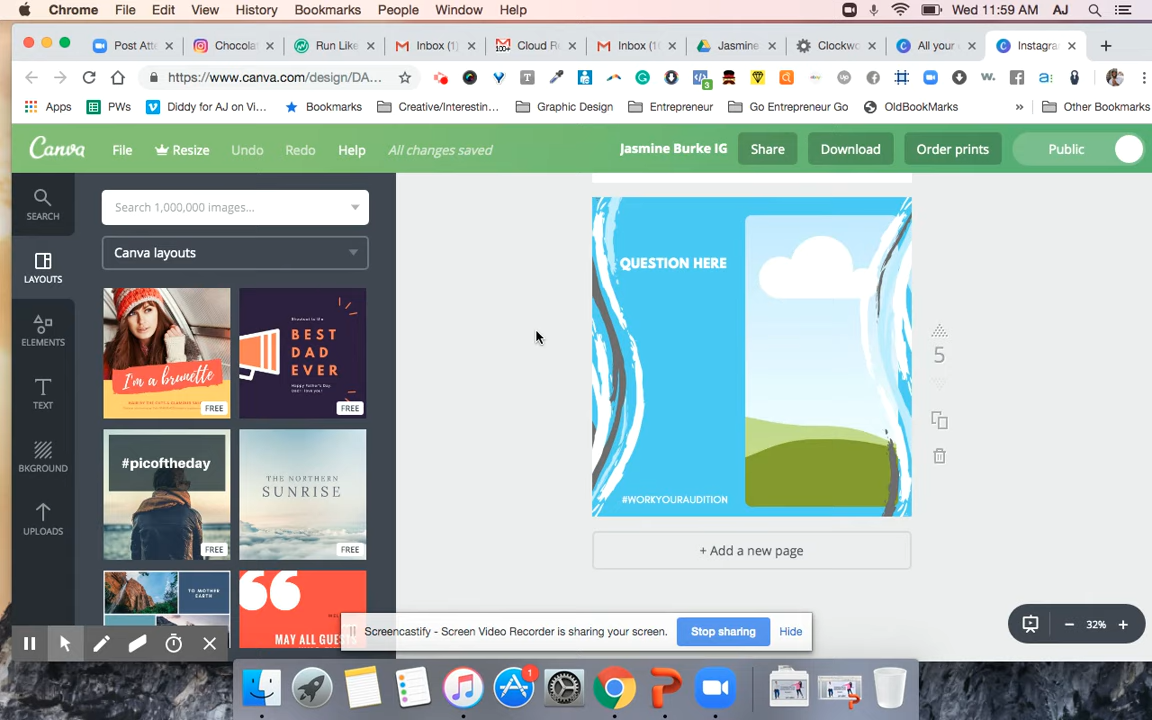 Chrome File Edit View History Bookmarks People Window Help Wed 11:59 AM AJ
Post Att
Chocola
Run Like
Inbox (1
100+
Cloud R
Inbox (1
Jasmine
Clockw
All your
Instagra
https://www.canva.com/design/DA...
3
Apps PWs Diddy for AJ on Vi... Bookmarks Creative/Interestin... Graphic Design Entrepreneur Go Entrepreneur Go OldBookMarks » Other Bookmarks
Canva File Resize Undo Redo Help All changes saved Jasmine Burke IG Share Download Order prints Public
SEARCH
LAYOUTS
ELEMENTS
TEXT
BKGROUND
UPLOADS
Search 1,000,000 images...
Canva layouts
I'm a brunette
FREE
BEST
DAD
EVER
FREE
#picoftheday
FREE
THE NORTHERN
SUNRISE
FREE
TO MOTHER
EARTH
MAY ALL GUES
QUESTION HERE
#WORKYOURAUDITION
5
+ Add a new page
32%
Screencastify - Screen Video Recorder is sharing your screen. Stop sharing Hide
1